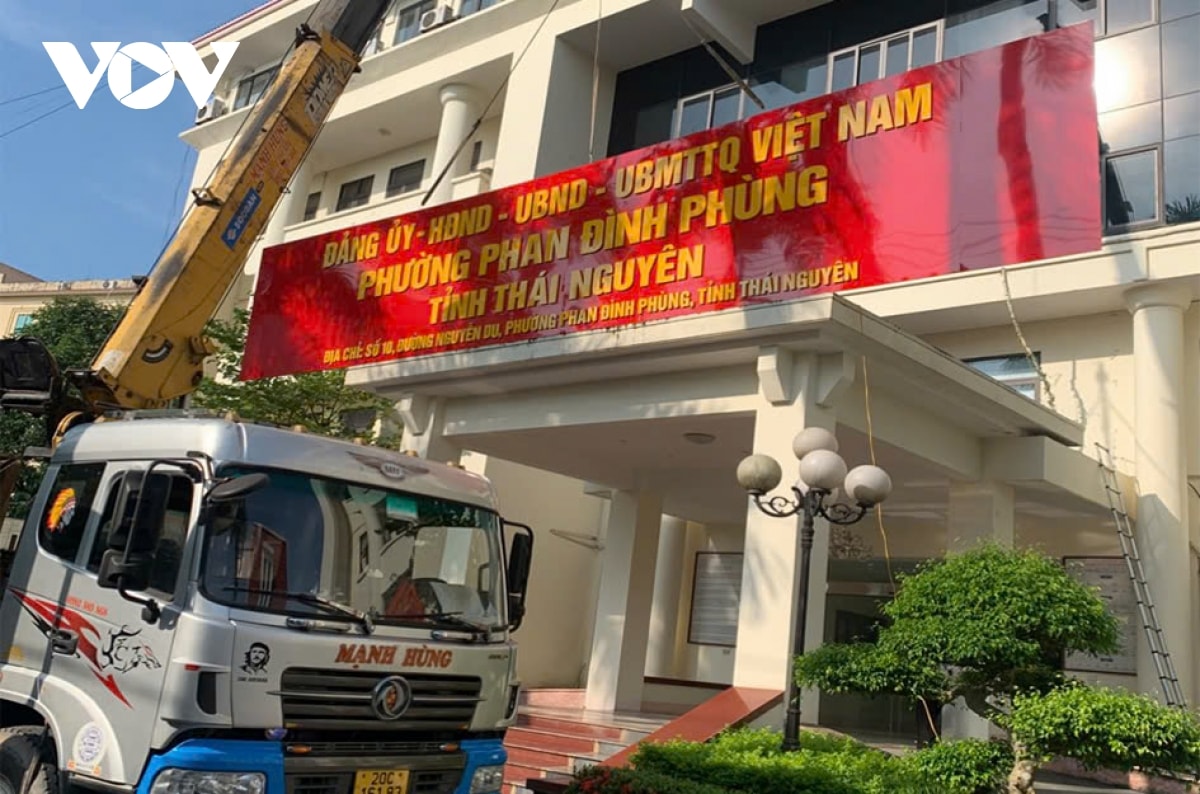 VOV
ĐẢNG ỦY - HĐND - UBND - UBMTTQ VIỆT NAM
PHƯỜNG PHAN ĐÌNH PHÙNG
TỈNH THÁI NGUYÊN
ĐỊA CHỈ: SỐ 10, ĐƯỜNG NGUYỄN DU, PHƯỜNG PHAN ĐÌNH PHÙNG, TỈNH THÁI NGUYÊN
SOOSAN
MẠNH HÙNG
20C